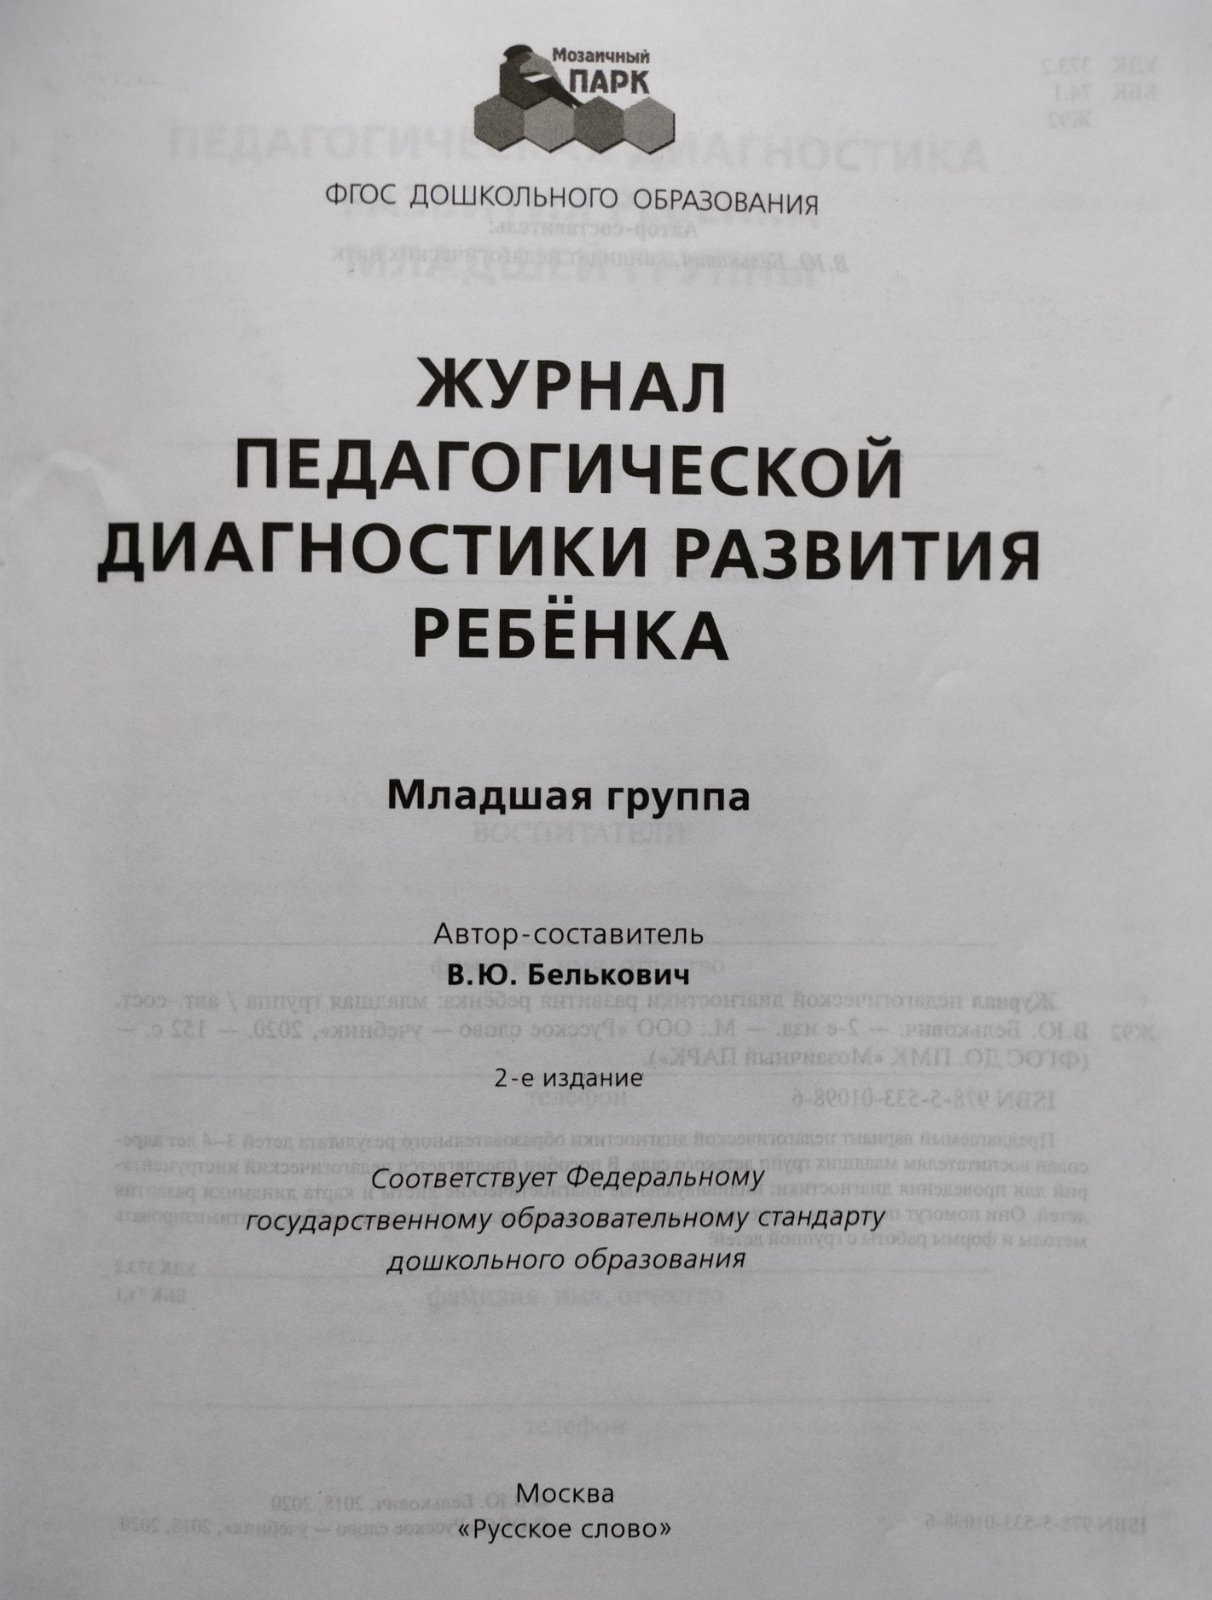 Мозаичный
ПАРК
ФГОС ДОШКОЛЬНОГО ОБРАЗОВАНИЯ
ЖУРНАЛ
ПЕДАГОГИЧЕСКОЙ
ДИАГНОСТИКИ РАЗВИТИЯ
РЕБЁНКА
Младшая группа
Автор-составитель
В.Ю. Белькович
2-е издание
Соответствует Федеральному
государственному образовательному стандарту
дошкольного образования
Москва
«Русское слово»